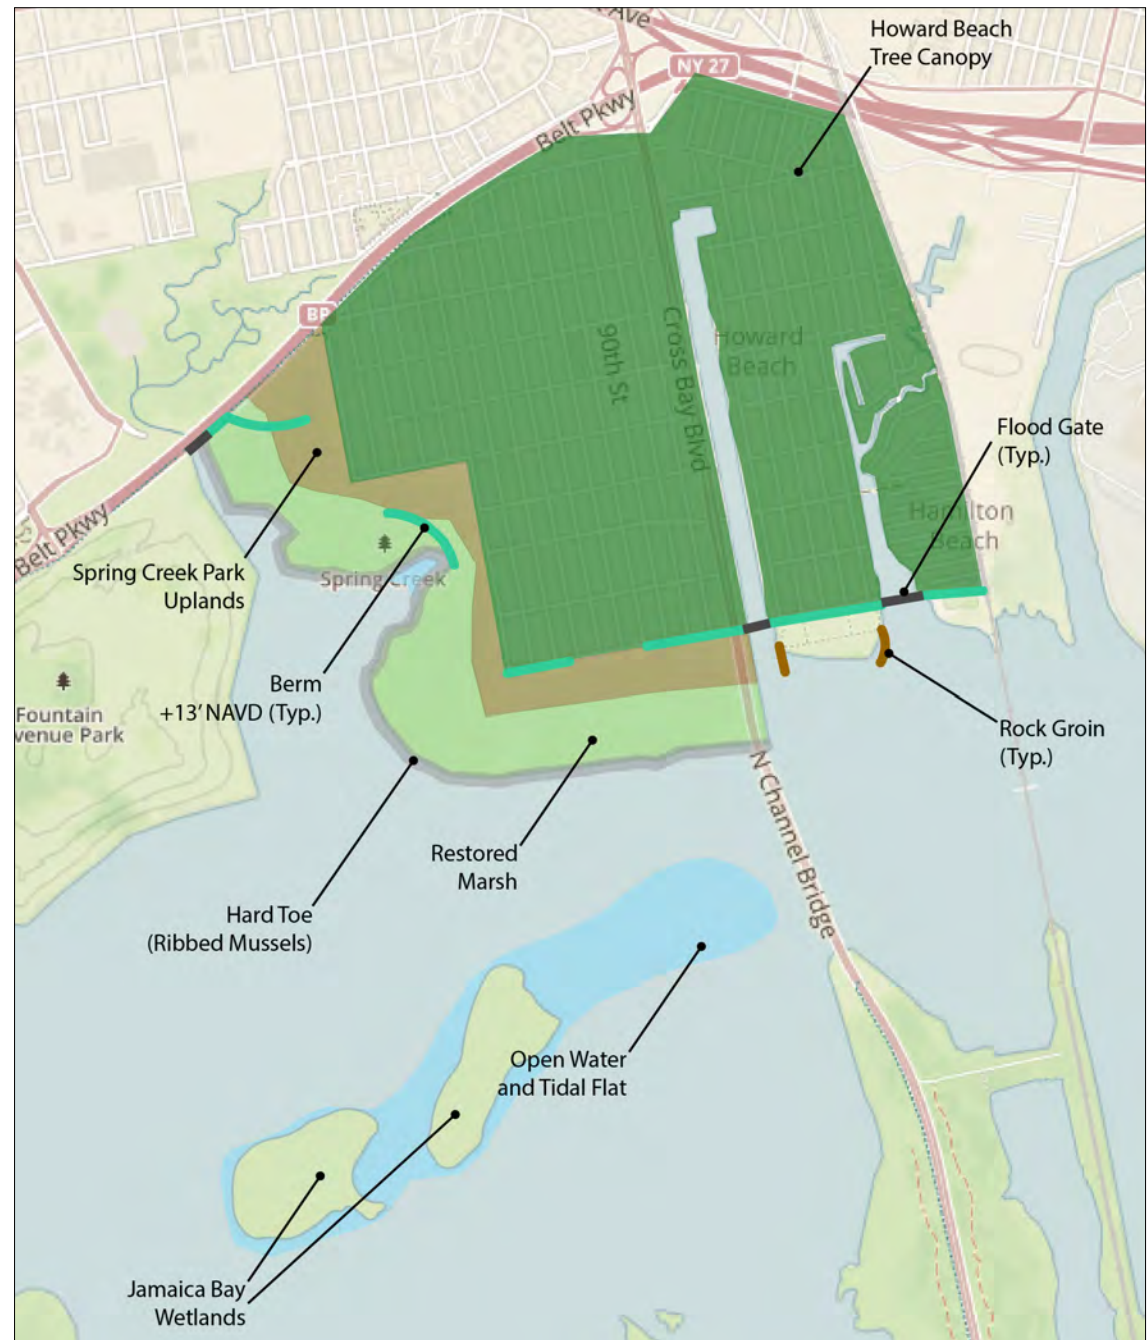 Ave
Howard Beach
Tree Canopy
NY 27
Belt Pkwy
BP
90th St
Cross Bay Blvd
Howard
Beach
Flood Gate
(Typ.)
Hamilton
Beach
Belt Pkwy
Spring Creek Park
Uplands
Spring Creek
Berm
+13' NAVD (Typ.)
Fountain
venue Park
Rock Groin
(Typ.)
N Channel Bridge
Restored
Marsh
Hard Toe
(Ribbed Mussels)
Open Water
and Tidal Flat
Jamaica Bay
Wetlands